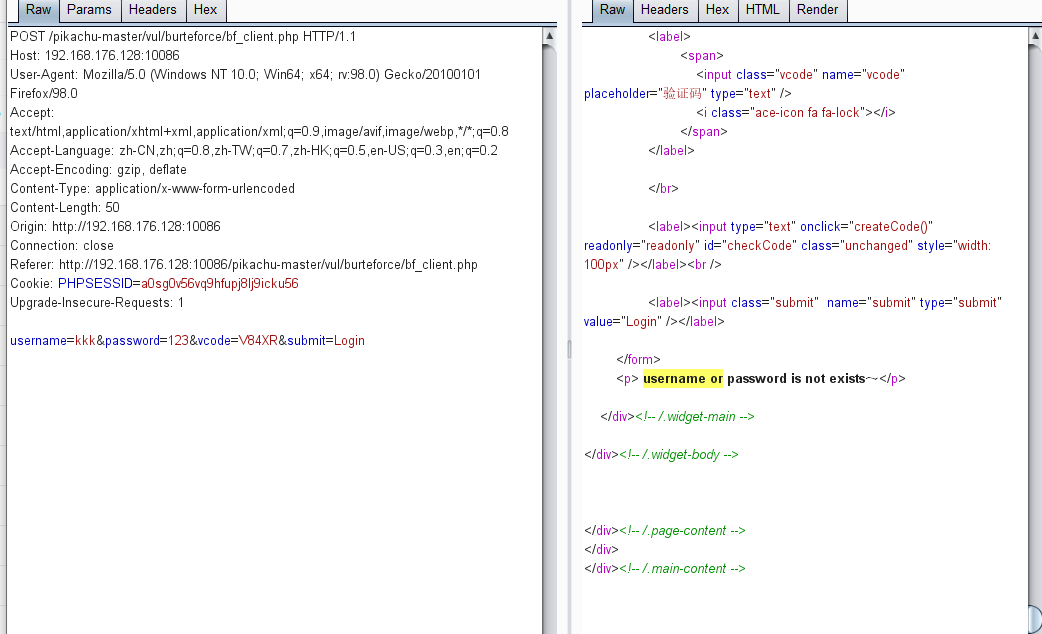 Raw Params Headers Hex
POST /pikachu-master/vul/burteforce/bf_client.php HTTP/1.1
Host: 192.168.176.128:10086
User-Agent: Mozilla/5.0 (Windows NT 10.0; Win64; x64; rv:98.0) Gecko/20100101
Firefox/98.0
Accept:
text/html,application/xhtml+xml,application/xml;q=0.9,image/avif,image/webp,*/*;q=0.8
Accept-Language: zh-CN,zh;q=0.8,zh-TW;q=0.7,zh-HK;q=0.5,en-US;q=0.3,en;q=0.2
Accept-Encoding: gzip, deflate
Content-Type: application/x-www-form-urlencoded
Content-Length: 50
Origin: http://192.168.176.128:10086
Connection: close
Referer: http://192.168.176.128:10086/pikachu-master/vul/burteforce/bf_client.php
Cookie: PHPSESSID=a0sg0v56vq9hfupj8lj9icku56
Upgrade-Insecure-Requests: 1
username=kkk&password=123&vcode=V84XR&submit=Login
Raw Headers Hex HTML Render
<label>
<span>
<input class="vcode" name="vcode"
placeholder="验证码" type="text" />
<i class="ace-icon fa fa-lock"></i>
</span>
</label>
</br>
<label><input type="text" onclick="createCode()"
readonly="readonly" id="checkCode" class="unchanged" style="width:
100px" /></label><br />
<label><input class="submit"  name="submit" type="submit"
value="Login" /></label>
</form>
<p> username or password is not exists～</p>
</div><!-- /.widget-main -->
</div><!-- /.widget-body -->
</div><!-- /.page-content -->
</div>
</div><!-- /.main-content -->